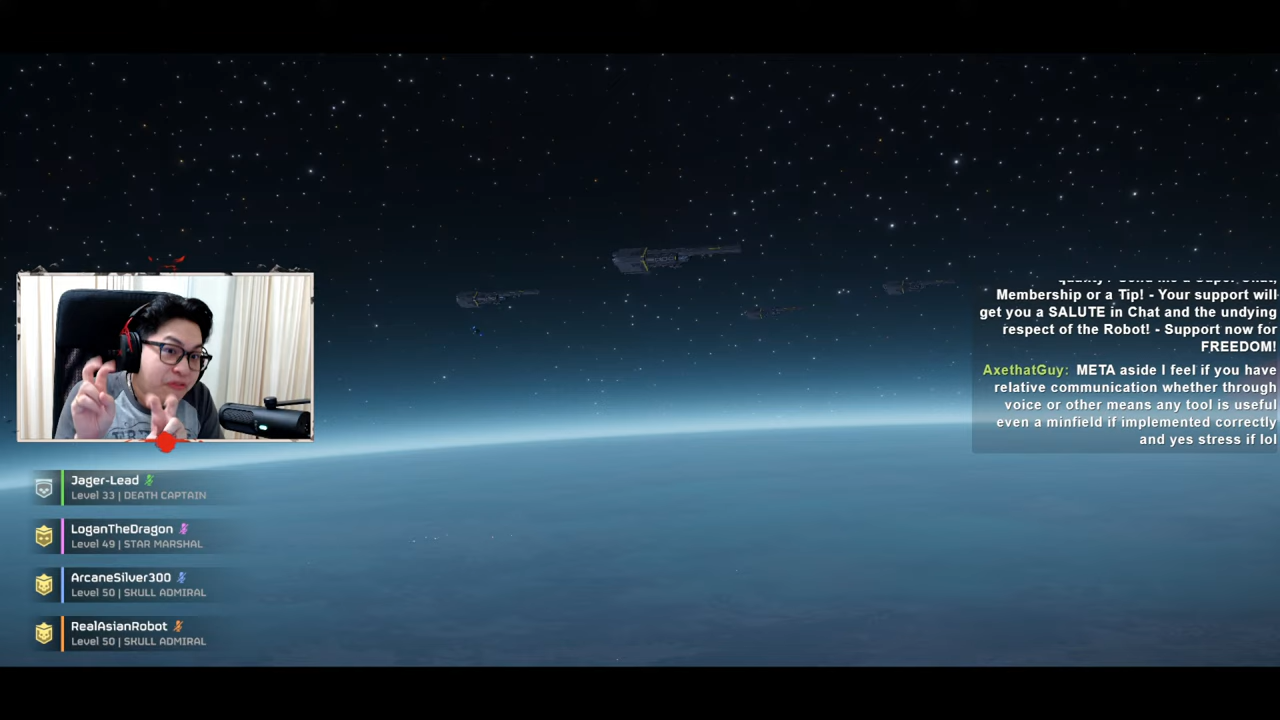 Membership or a Tip! - Your support will
get you a SALUTE in Chat and the undying
respect of the Robot! - Support now for
FREEDOM!
AxethatGuy: META aside I feel if you have
relative communication whether through
voice or other means any tool is useful
even a minfield if implemented correctly
and yes stress if lol
Jager-Lead
Level 33 | DEATH CAPTAIN
LoganTheDragon
Level 49 | STAR MARSHAL
ArcaneSilver300
Level 50 | SKULL ADMIRAL
RealAsianRobot
Level 50 | SKULL ADMIRAL